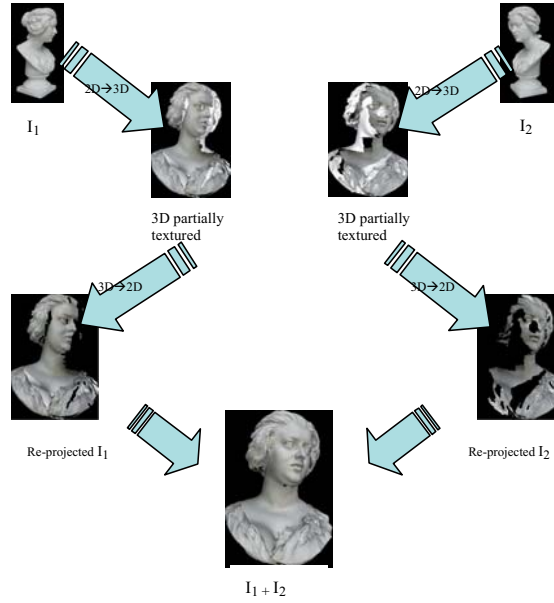 2D→3D
2D→3D
I1
I2
3D partially
textured
3D partially
textured
3D→2D
3D→2D
Re-projected I1
Re-projected I2
I1 + I2